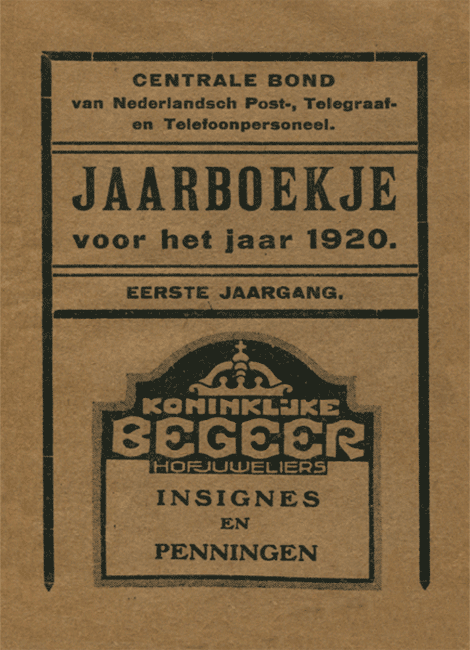 CENTRALE BOND
van Nederlandsch Post-, Telegraaf-
en Telefoonpersoneel.
JAARBOEKJE
voor het jaar 1920.
EERSTE JAARGANG.
KONINKLIJKE
BEGEER
HOFJUWELIERS
INSIGNES
EN
PENNINGEN